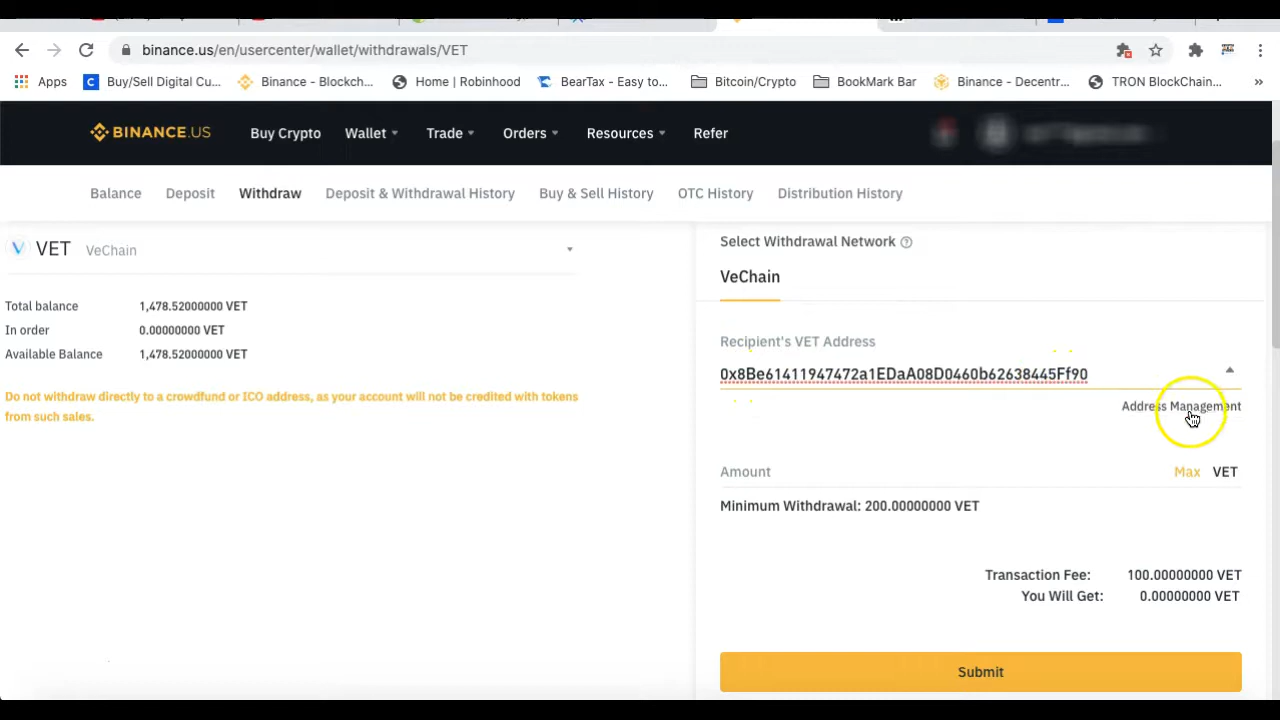 binance.us/en/usercenter/wallet/withdrawals/VET
Apps Buy/Sell Digital Cu... Binance - Blockch... Home | Robinhood BearTax - Easy to... Bitcoin/Crypto BookMark Bar Binance - Decentr... TRON BlockChain... »
BINANCE.US Buy Crypto Wallet Trade Orders Resources Refer
Balance Deposit Withdraw Deposit & Withdrawal History Buy & Sell History OTC History Distribution History
VET VeChain
Total balance 1,478.52000000 VET
In order 0.00000000 VET
Available Balance 1,478.52000000 VET
Do not withdraw directly to a crowdfund or ICO address, as your account will not be credited with tokens
from such sales.
Select Withdrawal Network ?
VeChain
Recipient's VET Address
0x8Be61411947472a1EDaA08D0460b62638445Ff90
Address Management
Amount Max VET
Minimum Withdrawal: 200.00000000 VET
Transaction Fee: 100.00000000 VET
You Will Get: 0.00000000 VET
Submit